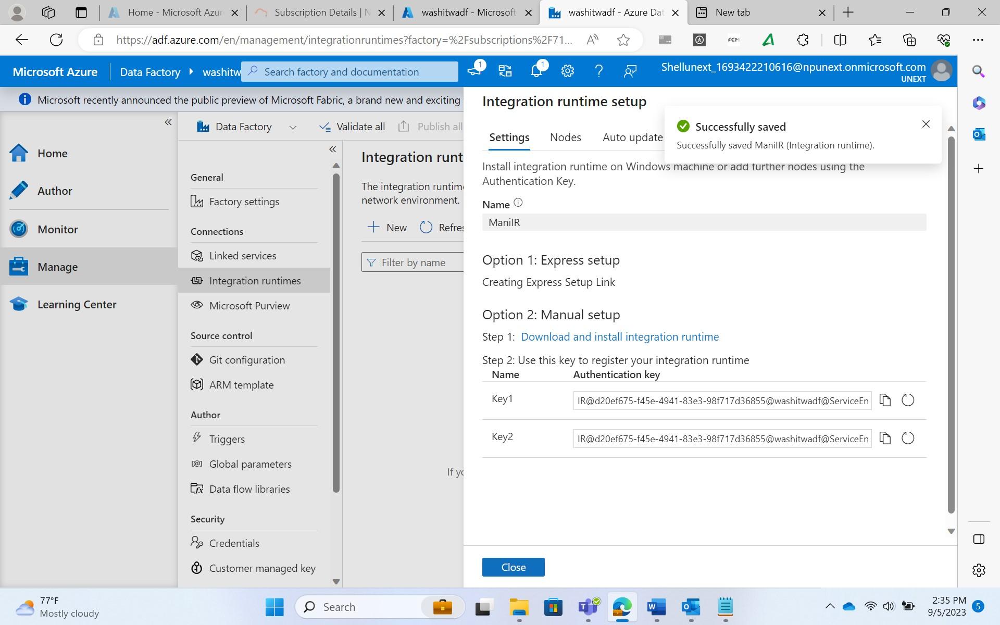 Home - Microsoft Azur
Subscription Details | N
washitwadf - Microsoft
washitwadf - Azure Dat
New tab
https://adf.azure.com/en/management/integrationruntimes?factory=%2Fsubscriptions%2F71...
FCM
Microsoft Azure
Data Factory
washitw
Search factory and documentation
1
1
Shellunext_1693422210616@npunext.onmicrosoft.com
UNEXT
Microsoft recently announced the public preview of Microsoft Fabric, a brand new and exciting
Home
Author
Monitor
Manage
Learning Center
Data Factory
Validate all
Publish all
General
Factory settings
Connections
Linked services
Integration runtimes
Microsoft Purview
Source control
Git configuration
ARM template
Author
Triggers
Global parameters
Data flow libraries
Security
Credentials
Customer managed key
Integration runt
The integration runtim
network environment.
New
Refres
Filter by name
If yo
Integration runtime setup
Settings
Nodes
Auto update
Successfully saved
Successfully saved ManiIR (Integration runtime).
Install integration runtime on Windows machine or add further nodes using the
Authentication Key.
Name
ManiIR
Option 1: Express setup
Creating Express Setup Link
Option 2: Manual setup
Step 1: Download and install integration runtime
Step 2: Use this key to register your integration runtime
Name Authentication key
Key1 IR@d20ef675-f45e-4941-83e3-98f717d36855@washitwadf@ServiceEn
Key2 IR@d20ef675-f45e-4941-83e3-98f717d36855@washitwadf@ServiceEn
Close
77°F
Mostly cloudy
Search
2:35 PM
9/5/2023
5